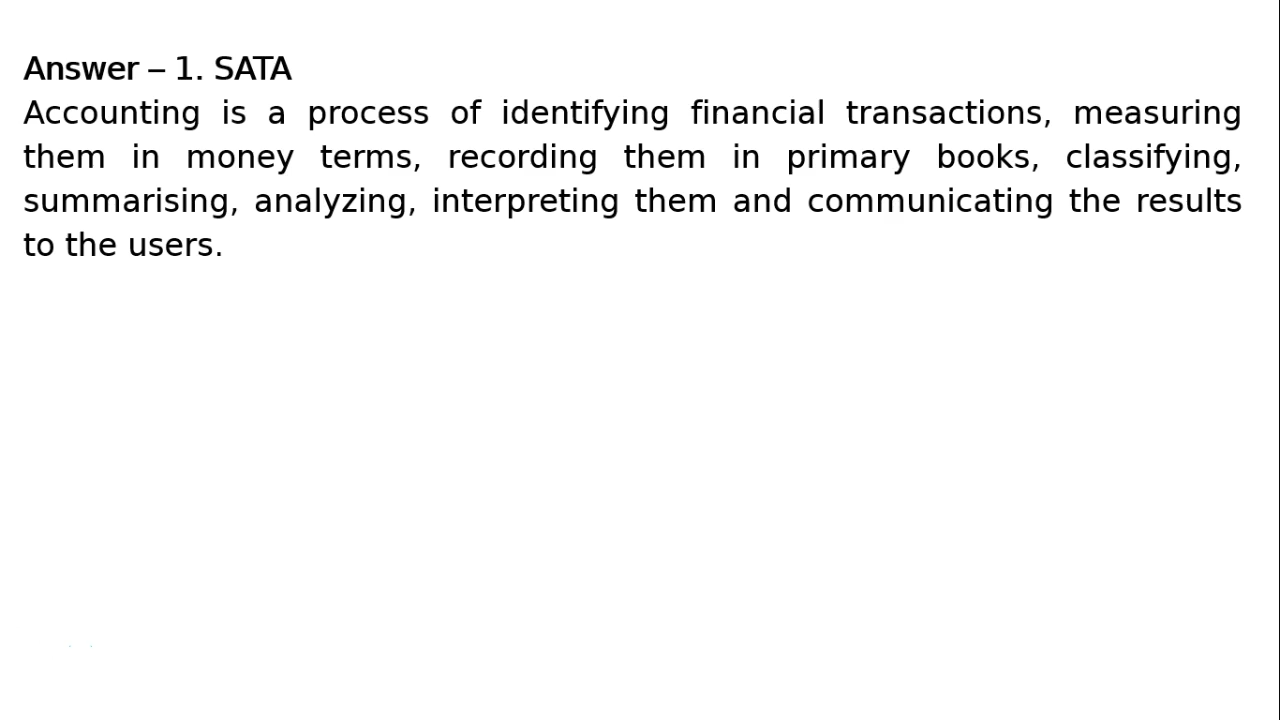 Answer – 1. SATA
Accounting is a process of identifying financial transactions, measuring
them in money terms, recording them in primary books, classifying,
summarising, analyzing, interpreting them and communicating the results
to the users.